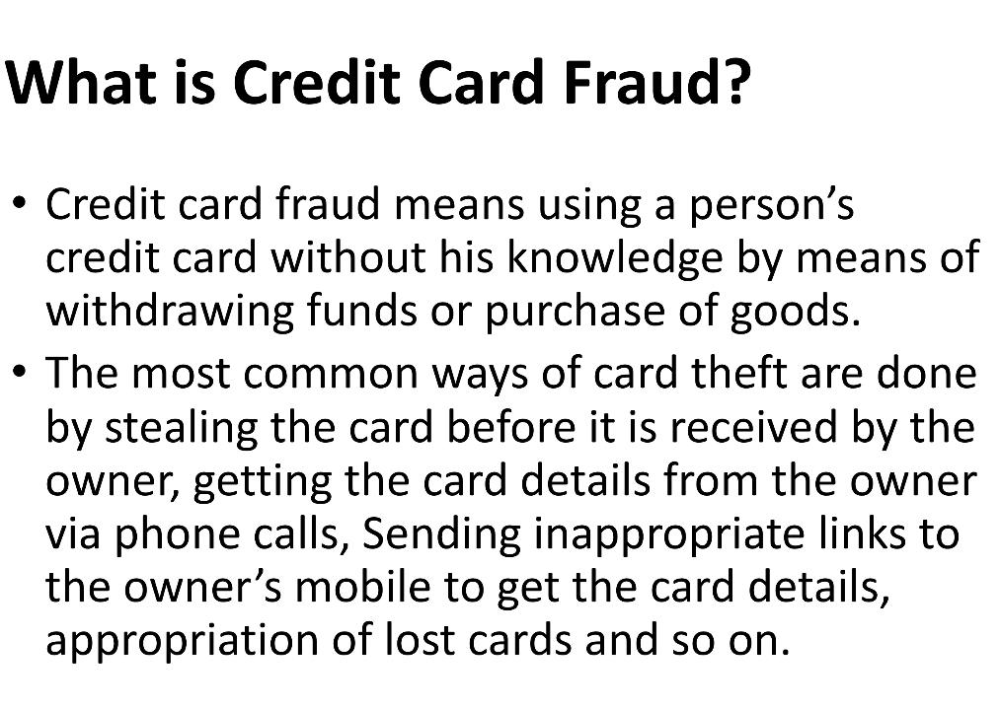 What is Credit Card Fraud?
• Credit card fraud means using a person’s
credit card without his knowledge by means of
withdrawing funds or purchase of goods.
• The most common ways of card theft are done
by stealing the card before it is received by the
owner, getting the card details from the owner
via phone calls, Sending inappropriate links to
the owner’s mobile to get the card details,
appropriation of lost cards and so on.